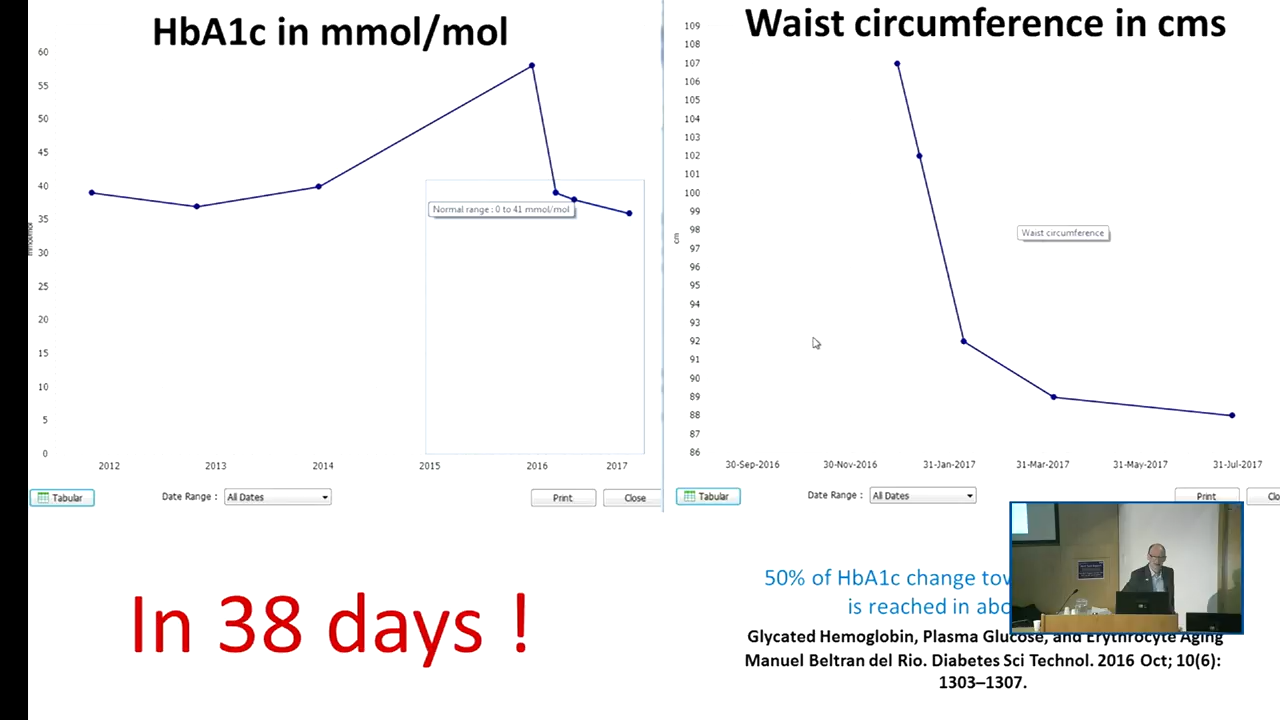 HbA1c in mmol/mol
60
55
50
45
40
35
30
25
20
15
10
5
0
mmol/mol
Normal range : 0 to 41 mmol/mol
2012
2013
2014
2015
2016
2017
Tabular
Date Range :
All Dates
Print
Close
Waist circumference in cms
109
108
107
106
105
104
103
102
101
100
99
98
97
96
95
94
93
92
91
90
89
88
87
86
cm
Waist circumference
30-Sep-2016
30-Nov-2016
31-Jan-2017
31-Mar-2017
31-May-2017
31-Jul-2017
Tabular
Date Range :
All Dates
Print
Clo
In 38 days !
50% of HbA1c change
is reached in
Glycated Hemoglobin, Plasma Glucose, and Erythrocyte Aging
Manuel Beltran del Rio. Diabetes Sci Technol. 2016 Oct; 10(6):
1303–1307.